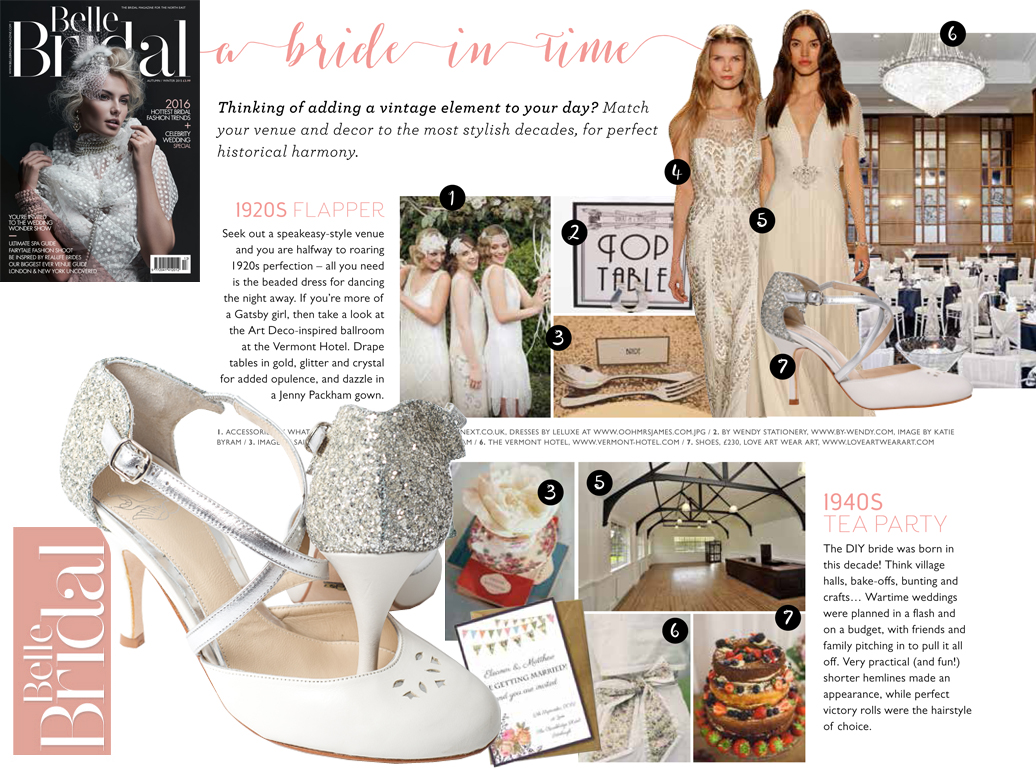 Belle
Bridal
THE BRIDAL MAGAZINE FOR THE NORTH EAST
AUTUMN / WINTER 2015 £3.99
2016
HOTTEST BRIDAL
FASHION TRENDS
+
CELEBRITY
WEDDING
SPECIAL
YOU'RE INVITED
TO THE WEDDING
WONDER SHOW
ULTIMATE SPA GUIDE
FAIRYTALE FASHION SHOOT
BE INSPIRED BY REAL LIFE BRIDES
OUR BIGGEST EVER VENUE GUIDE
LONDON & NEW YORK UNCOVERED
a bride in time
Thinking of adding a vintage element to your day? Match
your venue and decor to the most stylish decades, for perfect
historical harmony.
1920S FLAPPER
Seek out a speakeasy-style venue
and you are halfway to roaring
1920s perfection – all you need
is the beaded dress for dancing
the night away. If you're more of
a Gatsby girl, then take a look at
the Art Deco-inspired ballroom
at the Vermont Hotel. Drape
tables in gold, glitter and crystal
for added opulence, and dazzle in
a Jenny Packham gown.
1
2
TOP
TABLE
3
BRIDE
4
5
6
7
1. ACCESSORI WHAT NEXT.CO.UK, DRESSES BY LELUXE AT WWW.OOHMRSJAMES.COM.JPG / 2. BY WENDY STATIONERY, WWW.BY-WENDY.COM, IMAGE BY KATIE
BYRAM / 3. IMAG SAI OM / 6. THE VERMONT HOTEL, WWW.VERMONT-HOTEL.COM / 7. SHOES, £230, LOVE ART WEAR ART, WWW.LOVEARTWEARART.COM
3
5
6
7
Eleanor & Matthew
E GETTING MARRIED!
and you are invited
1940S
TEA PARTY
The DIY bride was born in
this decade! Think village
halls, bake-offs, bunting and
crafts... Wartime weddings
were planned in a flash and
on a budget, with friends and
family pitching in to pull it all
off. Very practical (and fun!)
shorter hemlines made an
appearance, while perfect
victory rolls were the hairstyle
of choice.
Belle
Bridal